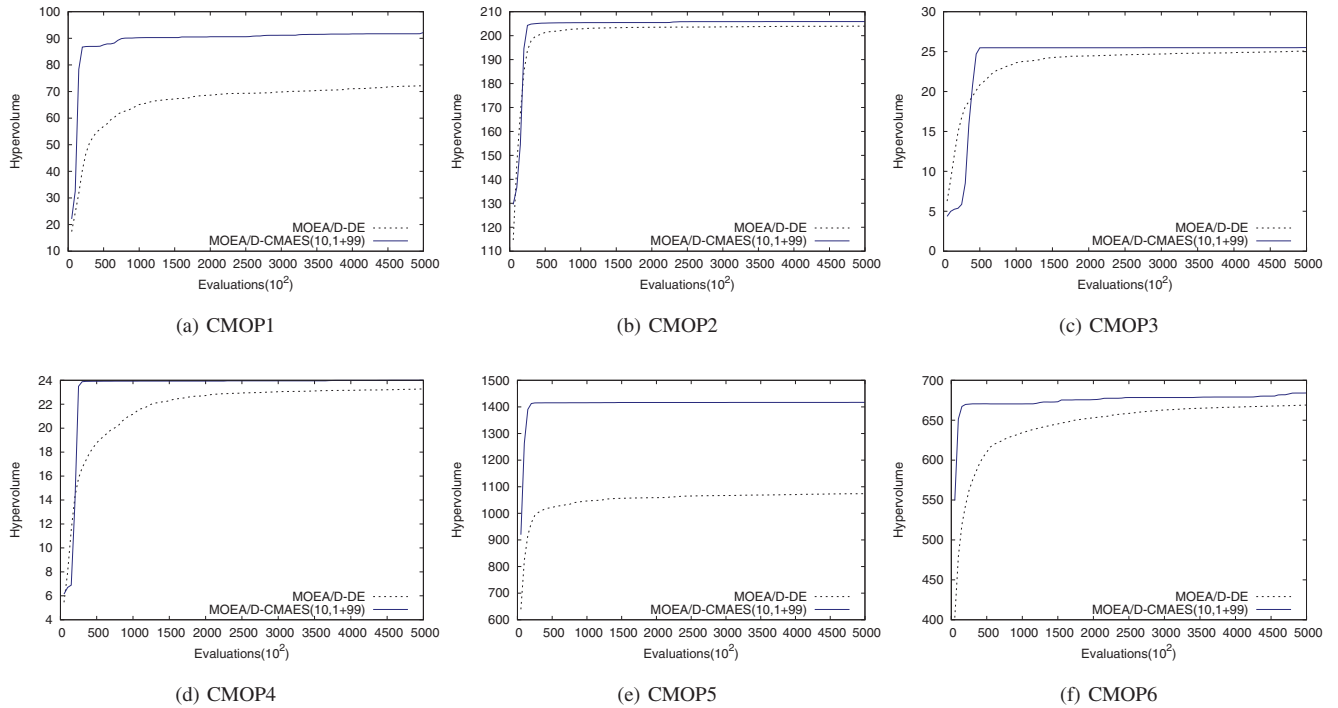 100
90
80
70
60
50
40
30
20
10
Hypervolume
MOEA/D-DE
MOEA/D-CMAES(10,1+99)
0 500 1000 1500 2000 2500 3000 3500 4000 4500 5000
Evaluations(10²)
(a) CMOP1
210
200
190
180
170
160
150
140
130
120
110
Hypervolume
MOEA/D-DE
MOEA/D-CMAES(10,1+99)
0 500 1000 1500 2000 2500 3000 3500 4000 4500 5000
Evaluations(10²)
(b) CMOP2
30
25
20
15
10
5
0
Hypervolume
MOEA/D-DE
MOEA/D-CMAES(10,1+99)
0 500 1000 1500 2000 2500 3000 3500 4000 4500 5000
Evaluations(10²)
(c) CMOP3
24
22
20
18
16
14
12
10
8
6
4
Hypervolume
MOEA/D-DE
MOEA/D-CMAES(10,1+99)
0 500 1000 1500 2000 2500 3000 3500 4000 4500 5000
Evaluations(10²)
(d) CMOP4
1500
1400
1300
1200
1100
1000
900
800
700
600
Hypervolume
MOEA/D-DE
MOEA/D-CMAES(10,1+99)
0 500 1000 1500 2000 2500 3000 3500 4000 4500 5000
Evaluations(10²)
(e) CMOP5
700
650
600
550
500
450
400
Hypervolume
MOEA/D-DE
MOEA/D-CMAES(10,1+99)
0 500 1000 1500 2000 2500 3000 3500 4000 4500 5000
Evaluations(10²)
(f) CMOP6